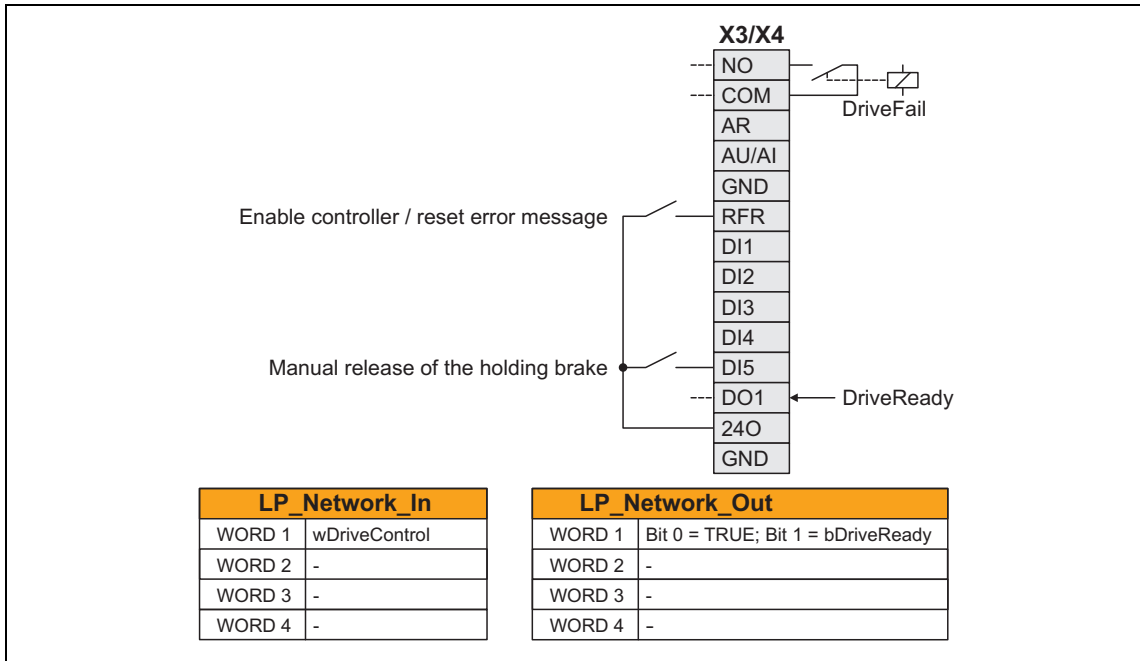 X3/X4
NO
COM
DriveFail
AR
AU/AI
GND
Enable controller / reset error message RFR
DI1
DI2
DI3
DI4
Manual release of the holding brake DI5
DO1 DriveReady
24O
GND
LP_Network_In
WORD 1 wDriveControl
WORD 2 -
WORD 3 -
WORD 4 -
LP_Network_Out
WORD 1 Bit 0 = TRUE; Bit 1 = bDriveReady
WORD 2 -
WORD 3 -
WORD 4 -